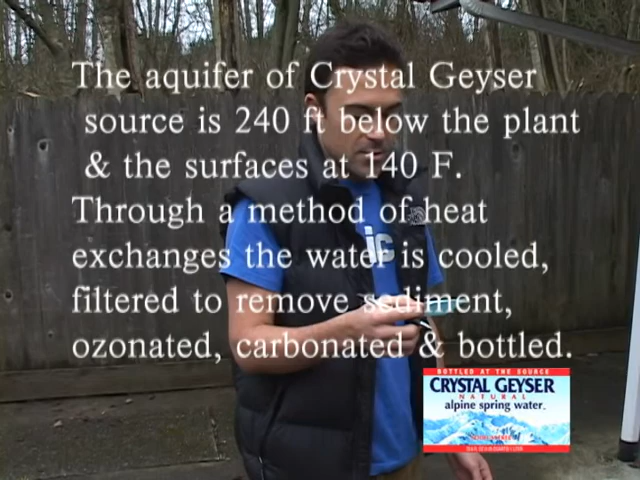 The aquifer of Crystal Geyser
source is 240 ft below the plant
& the surfaces at 140 F.
Through a method of heat
exchanges the water is cooled,
filtered to remove sediment,
ozonated, carbonated & bottled.
BOTTLED AT THE SOURCE
CRYSTAL GEYSER
NATURAL
alpine spring water.
ic